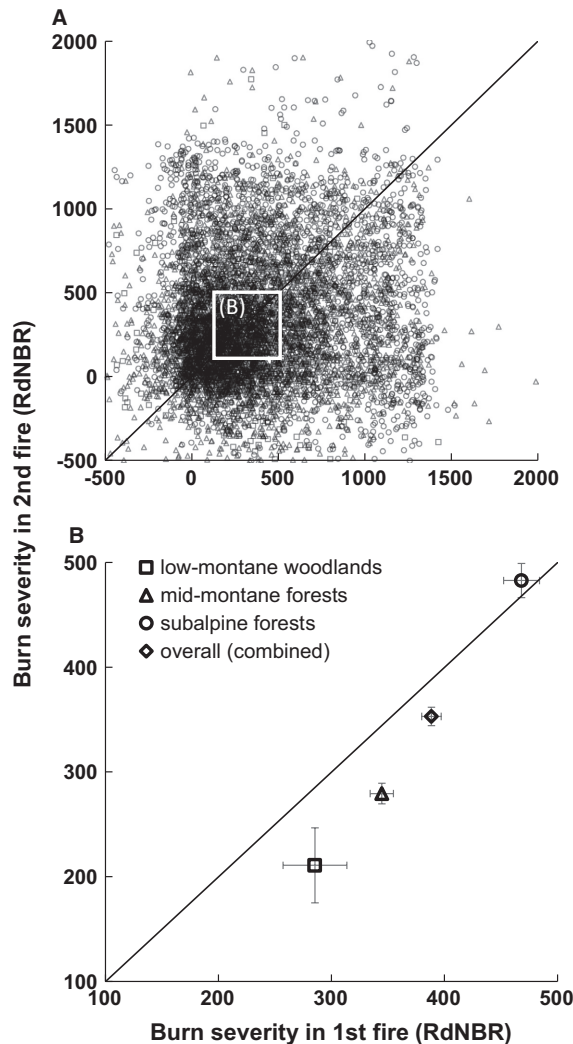 A
2000
1500
1000
500
0
-500
(B)
-500 0 500 1000 1500 2000
Burn severity in 2nd fire (RdNBR)
B
500
400
300
200
100
low-montane woodlands
mid-montane forests
subalpine forests
overall (combined)
100 200 300 400 500
Burn severity in 1st fire (RdNBR)